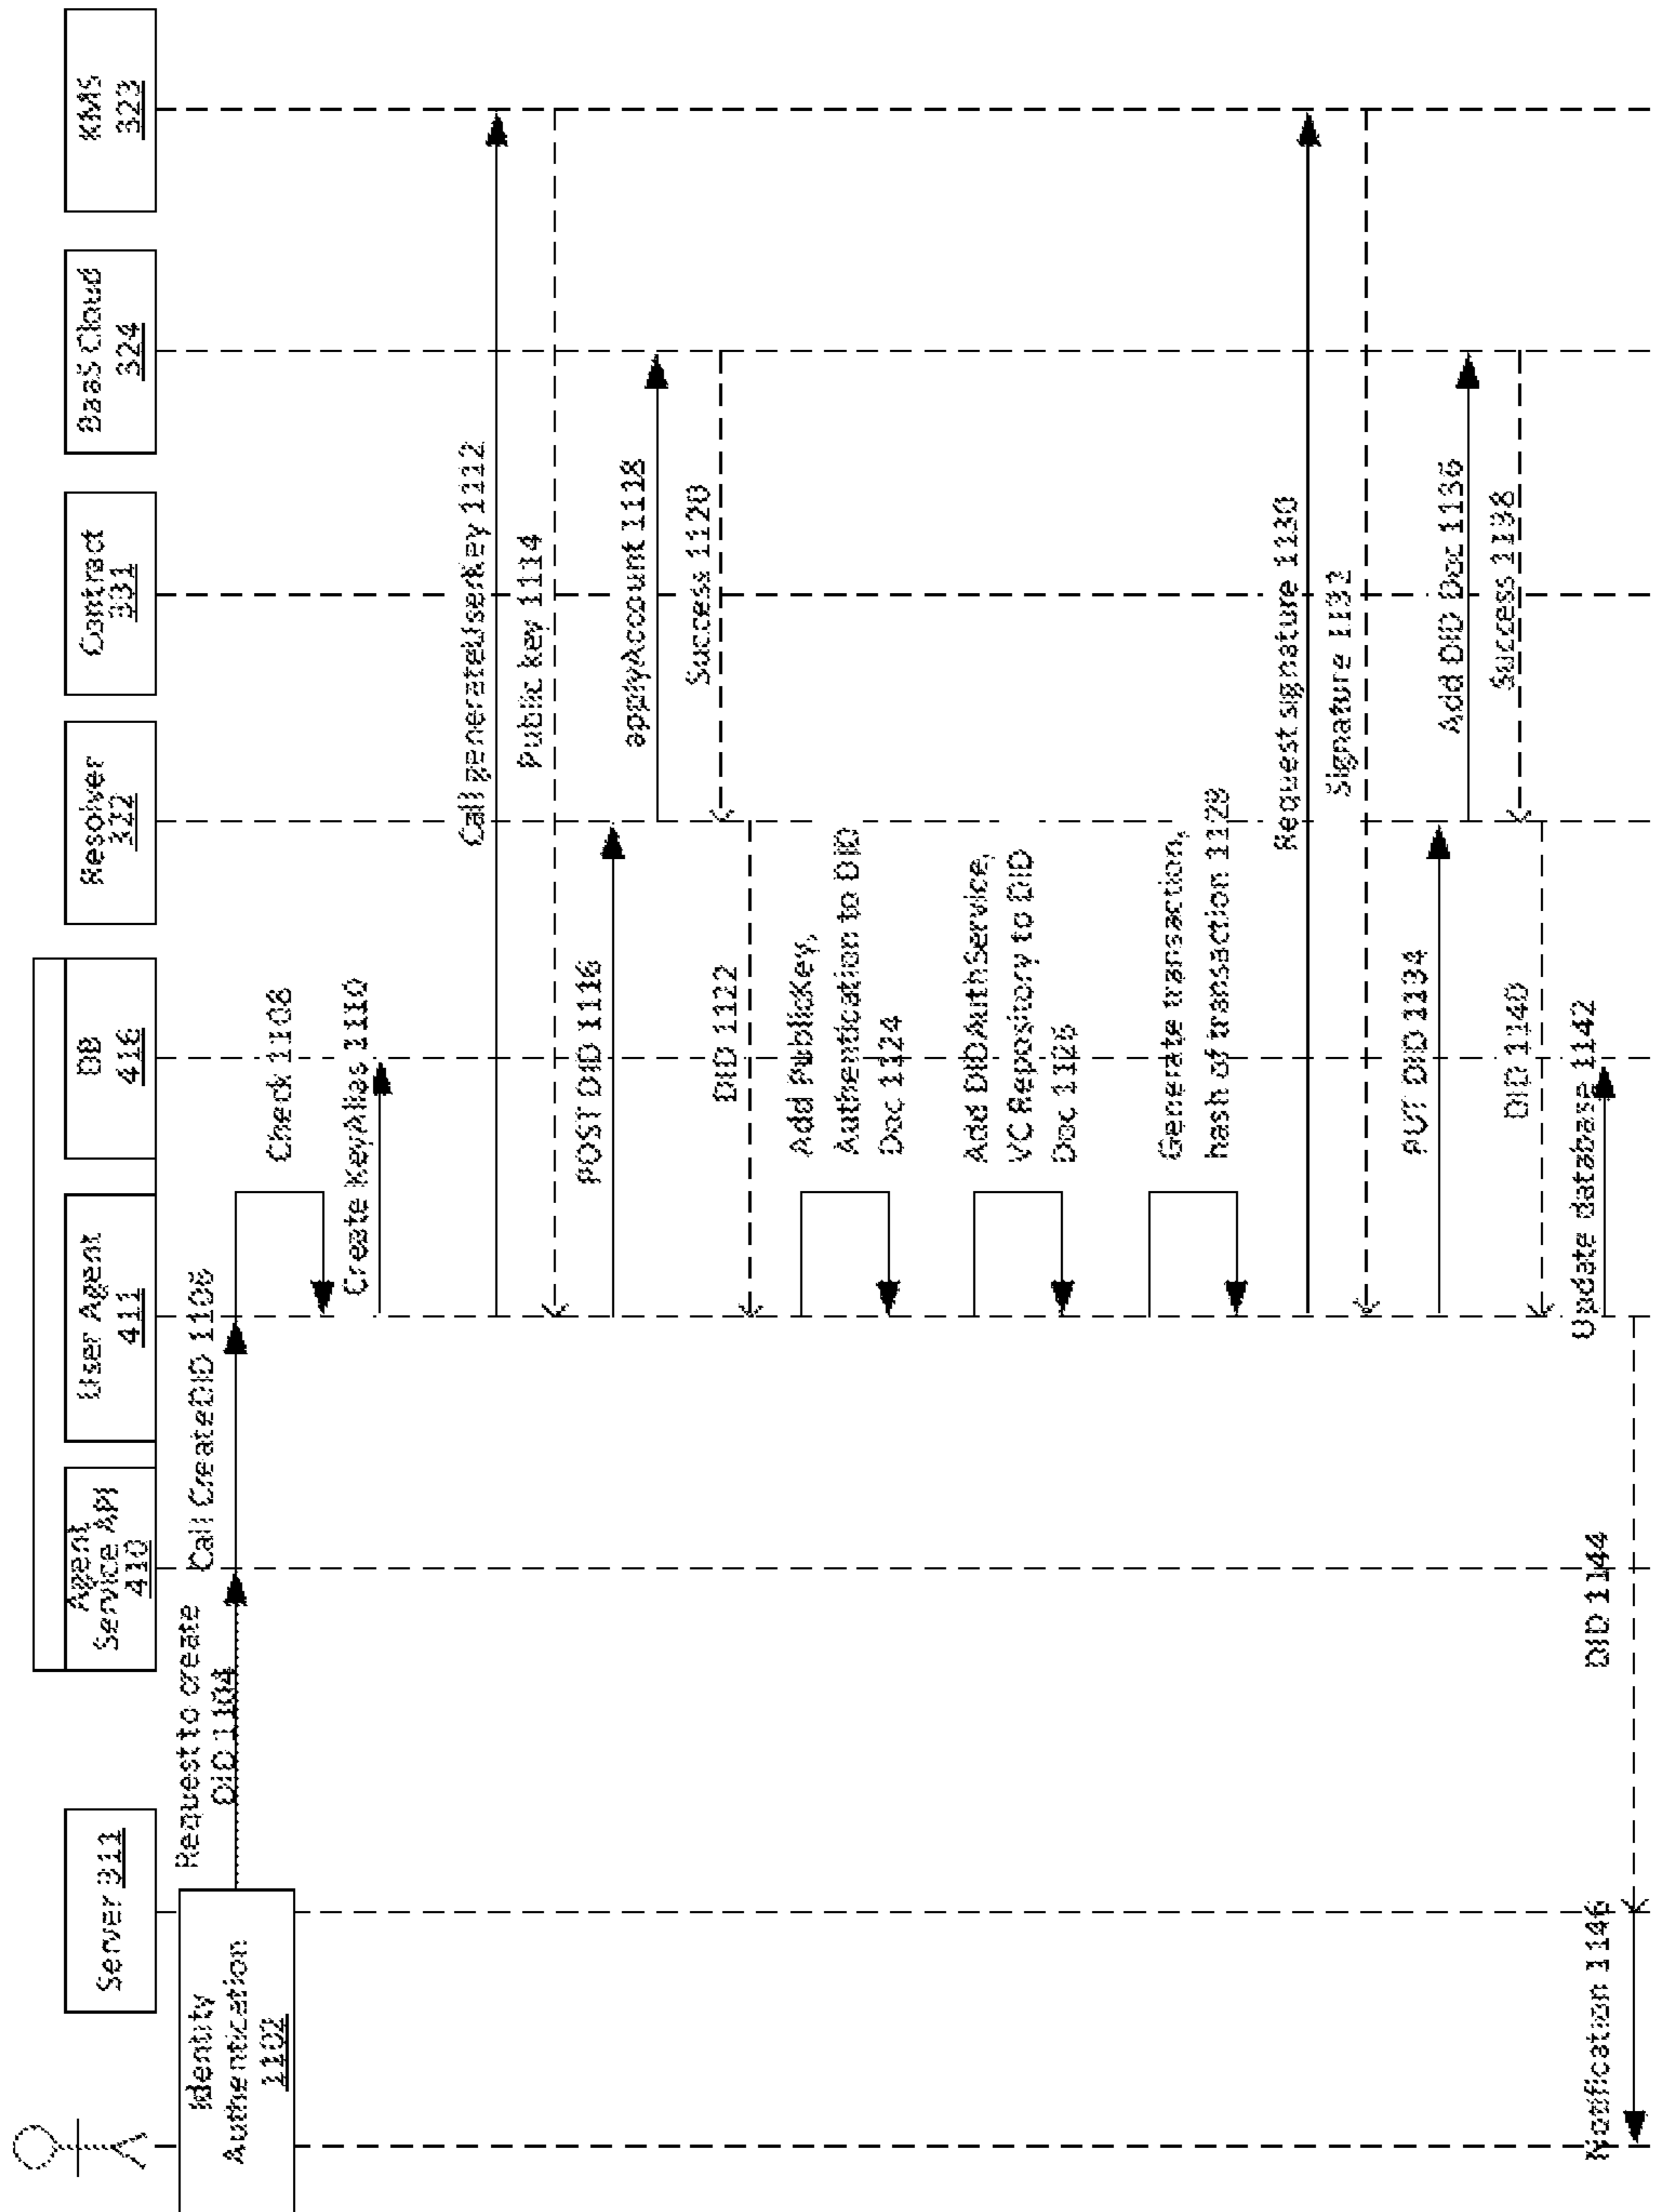 Server 311
Agent
Service API
410
User Agent
411
DB
416
Resolver
322
Contract
331
BaaS Cloud
324
KMS
323
Identity
Authentication
1102
Request to create
DID 1104
Call CreateDID 1106
Check 1108
Create KeyAlias 1110
Call generateUserKey 1112
Public key 1114
POST DID 1116
applyAccount 1118
Success 1120
DID 1122
Add PublicKey,
Authentication to DID
Doc 1124
Add DIDAuthService,
VC Repository to DID
Doc 1126
Generate transaction,
hash of transaction 1128
Request signature 1130
Signature 1132
PUT DID 1134
Add DID Doc 1136
Success 1138
DID 1140
Update database 1142
DID 1144
Notification 1146